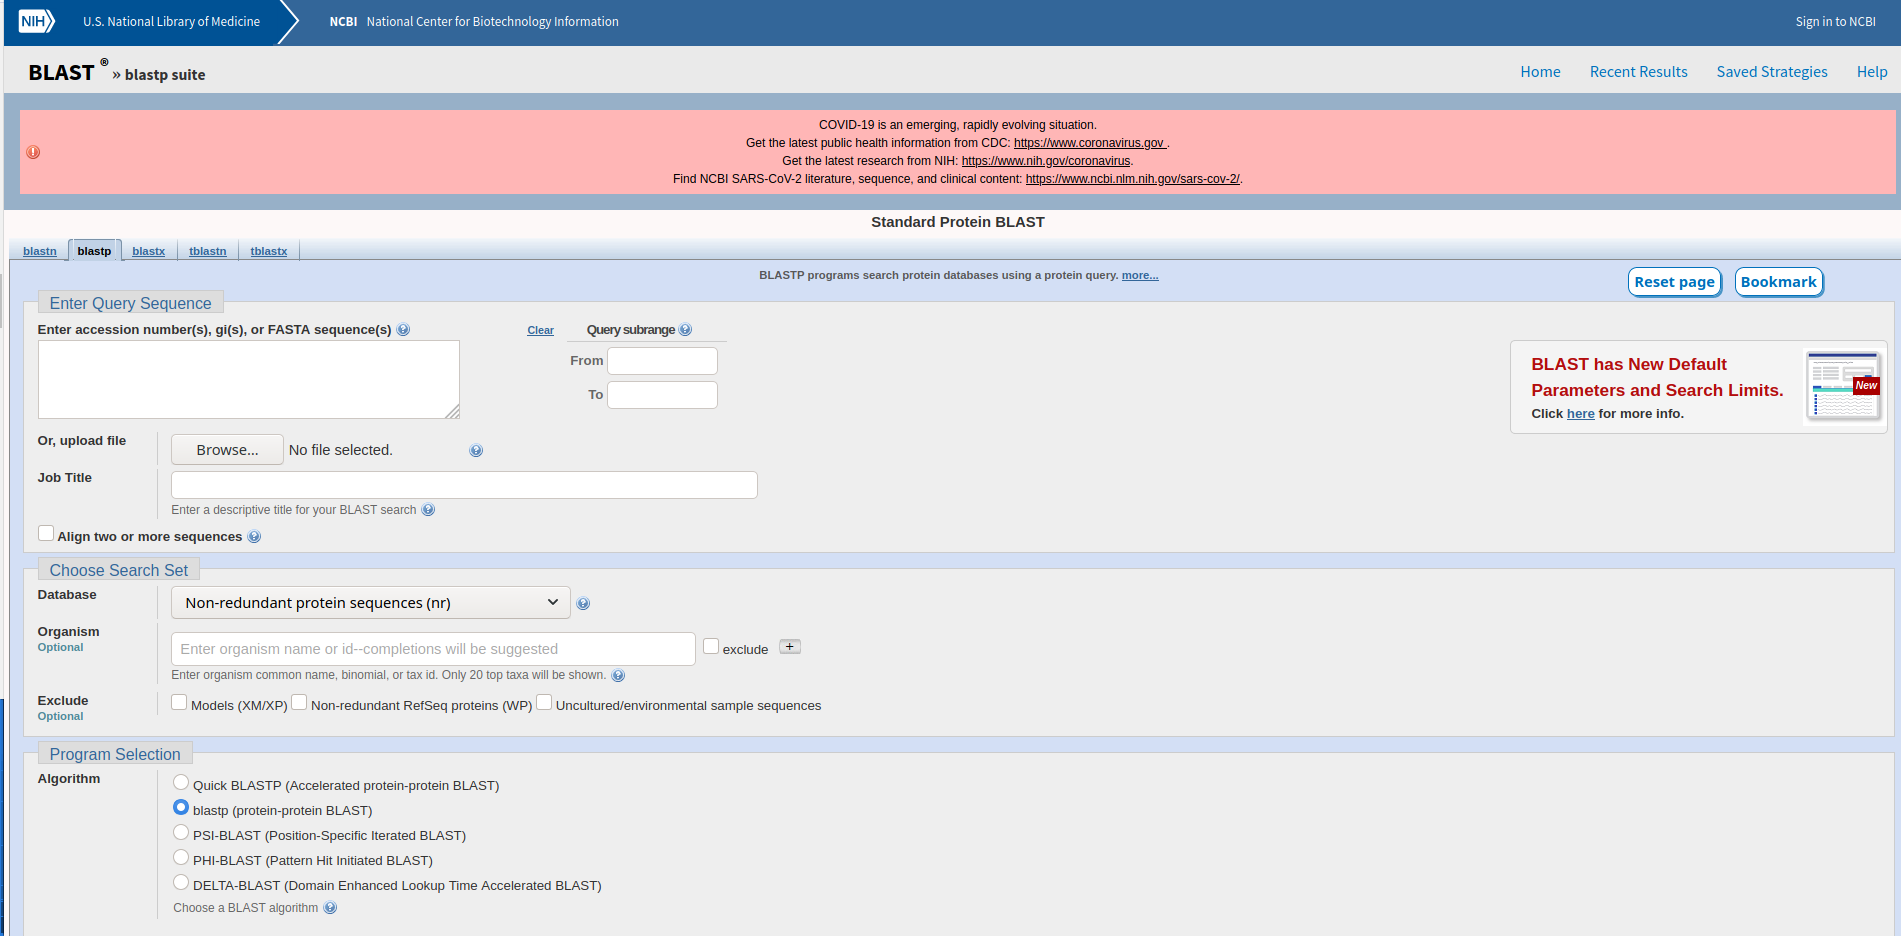 NIH U.S. National Library of Medicine NCBI National Center for Biotechnology Information Sign in to NCBI
BLAST ® » blastp suite Home Recent Results Saved Strategies Help
COVID-19 is an emerging, rapidly evolving situation.
Get the latest public health information from CDC: https://www.coronavirus.gov .
Get the latest research from NIH: https://www.nih.gov/coronavirus.
Find NCBI SARS-CoV-2 literature, sequence, and clinical content: https://www.ncbi.nlm.nih.gov/sars-cov-2/.
Standard Protein BLAST
blastn blastp blastx tblastn tblastx
BLASTP programs search protein databases using a protein query. more...
Reset page Bookmark
Enter Query Sequence
Enter accession number(s), gi(s), or FASTA sequence(s) ? Clear Query subrange ?
From
To
BLAST has New Default
Parameters and Search Limits.
Click here for more info.
New
Or, upload file Browse... No file selected. ?
Job Title
Enter a descriptive title for your BLAST search ?
Align two or more sequences ?
Choose Search Set
Database Non-redundant protein sequences (nr) ?
Organism
Optional
Enter organism name or id--completions will be suggested exclude +
Enter organism common name, binomial, or tax id. Only 20 top taxa will be shown. ?
Exclude
Optional
Models (XM/XP) Non-redundant RefSeq proteins (WP) Uncultured/environmental sample sequences
Program Selection
Algorithm
Quick BLASTP (Accelerated protein-protein BLAST)
blastp (protein-protein BLAST)
PSI-BLAST (Position-Specific Iterated BLAST)
PHI-BLAST (Pattern Hit Initiated BLAST)
DELTA-BLAST (Domain Enhanced Lookup Time Accelerated BLAST)
Choose a BLAST algorithm ?